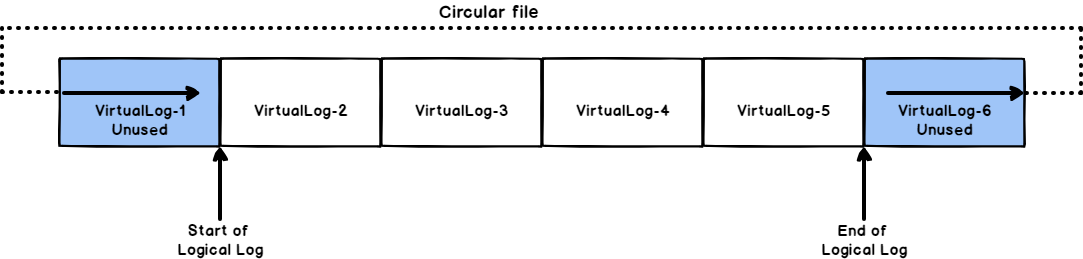 Circular file
VirtualLog-1
Unused
VirtualLog-2
VirtualLog-3
VirtualLog-4
VirtualLog-5
VirtualLog-6
Unused
Start of
Logical Log
End of
Logical Log